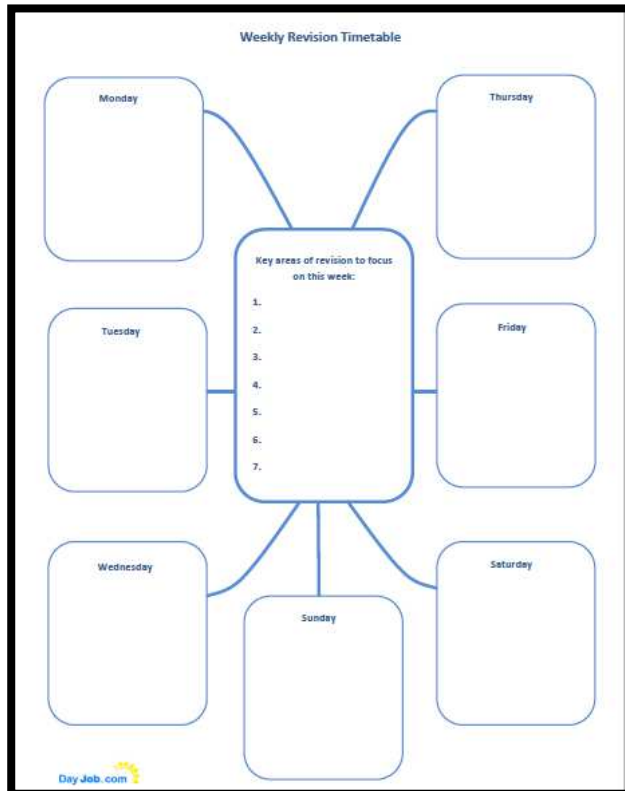 Weekly Revision Timetable
Monday
Thursday
Key areas of revision to focus
on this week:
1.
2.
3.
4.
5.
6.
7.
Tuesday
Friday
Wednesday
Saturday
Sunday
Day Job.com